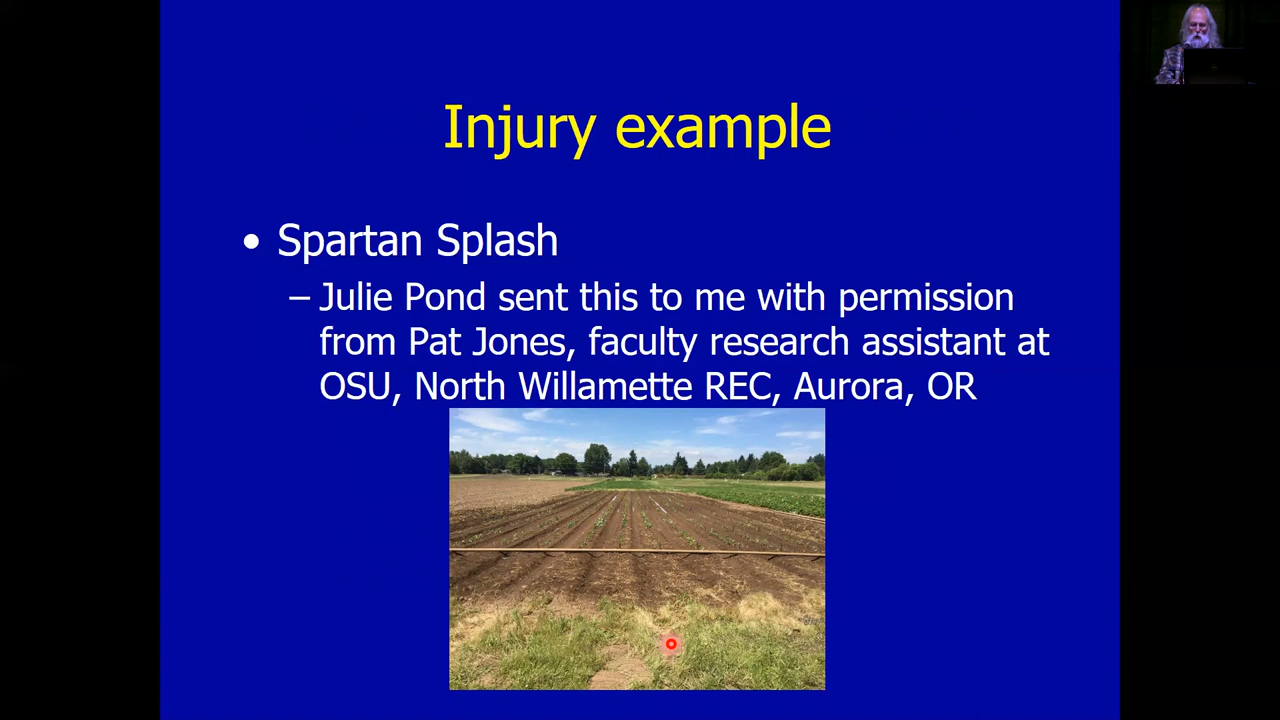 Injury example
• Spartan Splash
– Julie Pond sent this to me with permission
from Pat Jones, faculty research assistant at
OSU, North Willamette REC, Aurora, OR